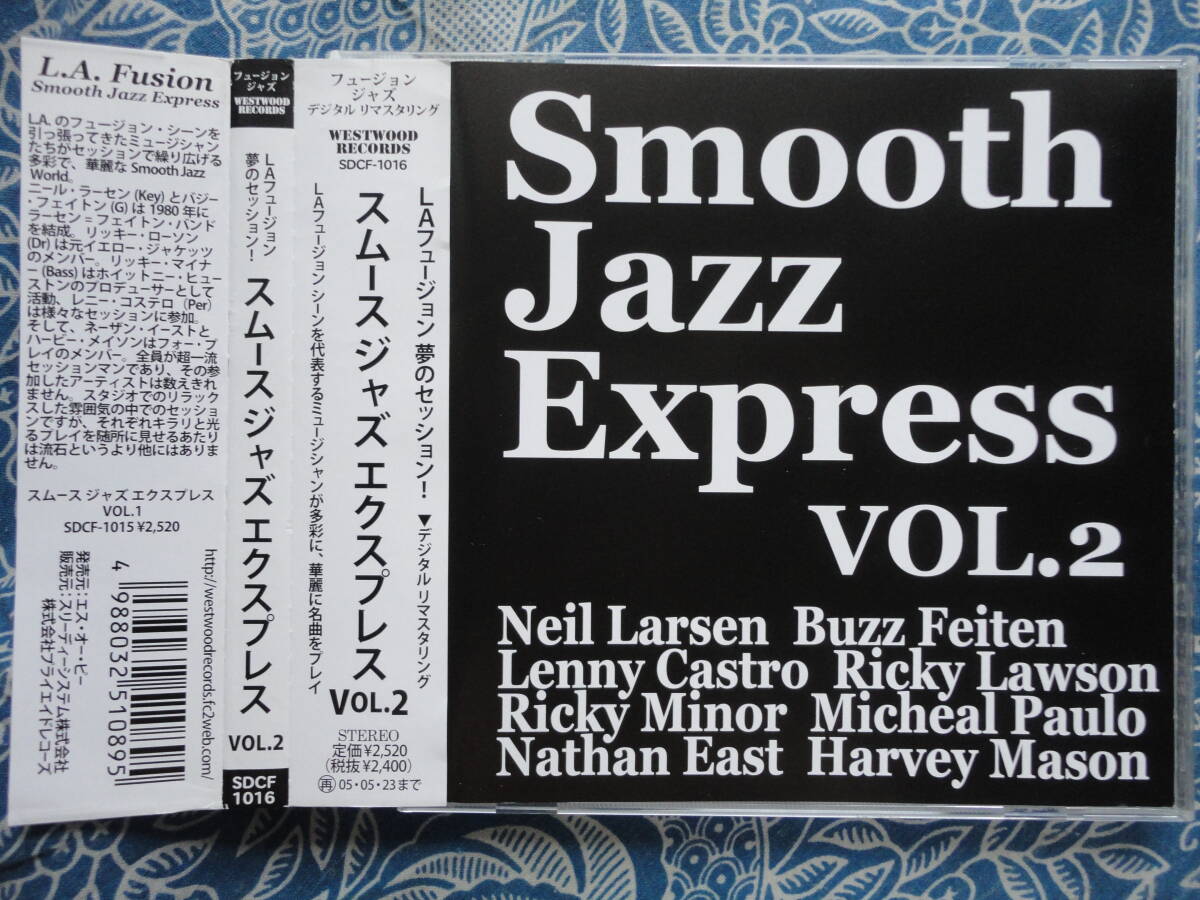 L.A. Fusion
Smooth Jazz Express
L.A. のフュージョン・シーンを
引っ張ってきたミュージシャン
たちがセッションで繰り広げる
多彩で、華麗な Smooth Jazz
World。
ニール・ラーセン (Key) とバジー
・フェイトン (G) は 1980 年に
ラーセン＝フェイトン・バンド
を結成。リッキー・ローソン
(Dr) は元イエロー・ジャケッツ
のメンバー。リッキー・マイナ
ー (Bass) はホイットニー・ヒュー
ストンのプロデューサーとして
活動、レニー・コステロ（Per）
は様々なセッションに参加。
そして、ネーザン・イーストと
ハービー・メイソンはフォー・プ
レイのメンバー。全員が超一流
セッションマンであり、その参
加したアーティストは数えきれ
ません。スタジオでのリラック
スした雰囲気の中でのセッショ
ンですが、それぞれキラリと光
るプレイを随所に見せるあたり
は流石というより他にはありま
せん。
スムース ジャズ エクスプレス
VOL.1
SDCF-1015 ¥2,520
http://westwoodrecords.fc2web.com/
4 988032 510895
発売元：エス・オー・ピー
販売元：スリーディーシステム株式会社
株式会社プライエイドレコーズ
フュージョン
ジャズ
WESTWOOD
RECORDS
LAフュージョン
夢のセッション！
スムース ジャズ エクスプレス
VOL.2
SDCF
1016
フュージョン
ジャズ
デジタル リマスタリング
WESTWOOD
RECORDS
SDCF-1016
LAフュージョン 夢のセッション！ ▼デジタルリマスタリング
スムース ジャズ エクスプレス
VOL.2
LAフュージョン シーンを代表するミュージシャンが多彩に、華麗に名曲をプレイ
STEREO
定価¥2,520
(税抜¥2,400)
再 05・05・23まで
Smooth
Jazz
Express
VOL.2
Neil Larsen Buzz Feiten
Lenny Castro Ricky Lawson
Ricky Minor Micheal Paulo
Nathan East Harvey Mason